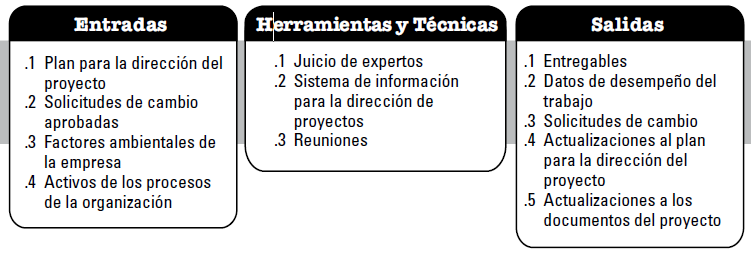 Entradas
.1 Plan para la dirección del
proyecto
.2 Solicitudes de cambio
aprobadas
.3 Factores ambientales de
la empresa
.4 Activos de los procesos
de la organización
Herramientas y Técnicas
.1 Juicio de expertos
.2 Sistema de información
para la dirección de
proyectos
.3 Reuniones
Salidas
.1 Entregables
.2 Datos de desempeño del
trabajo
.3 Solicitudes de cambio
.4 Actualizaciones al plan
para la dirección del
proyecto
.5 Actualizaciones a los
documentos del proyecto